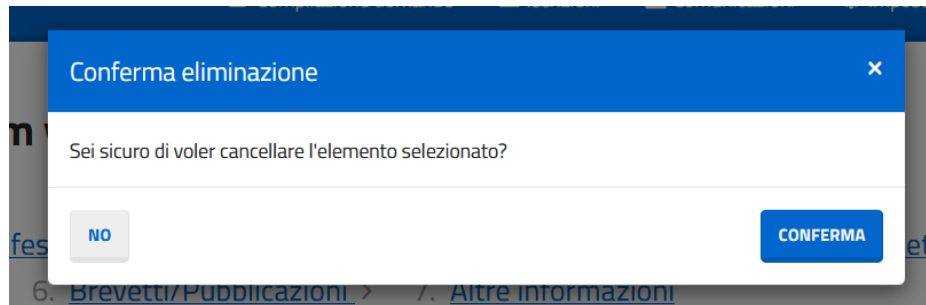 Conferma eliminazione ×
Sei sicuro di voler cancellare l'elemento selezionato?
NO
CONFERMA
6. Brevetti/Pubblicazioni > 7. Altre informazioni